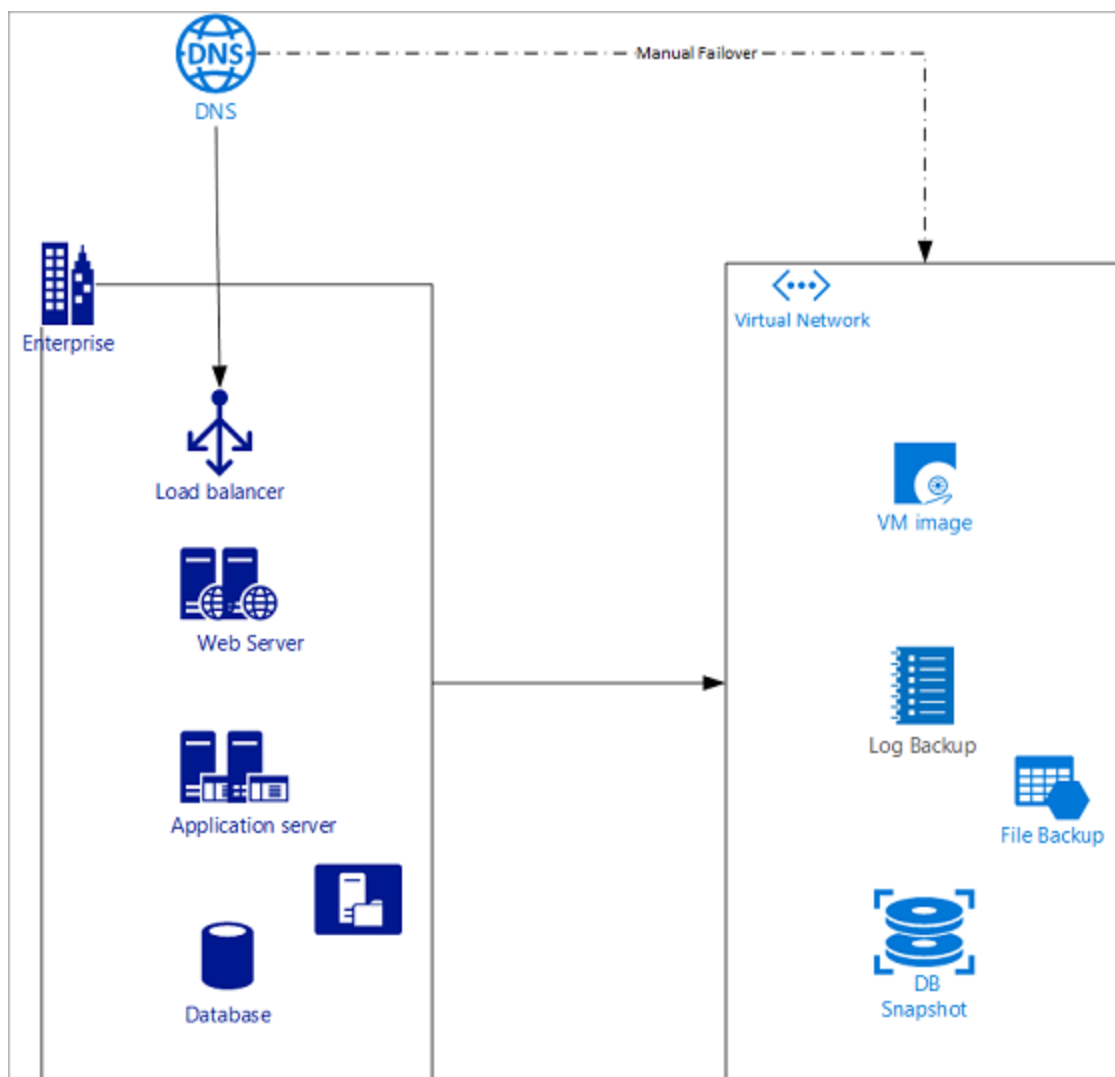 DNS
Manual Failover
DNS
Enterprise
Virtual Network
Load balancer
VM image
Web Server
Log Backup
Application server
File Backup
DB
Snapshot
Database